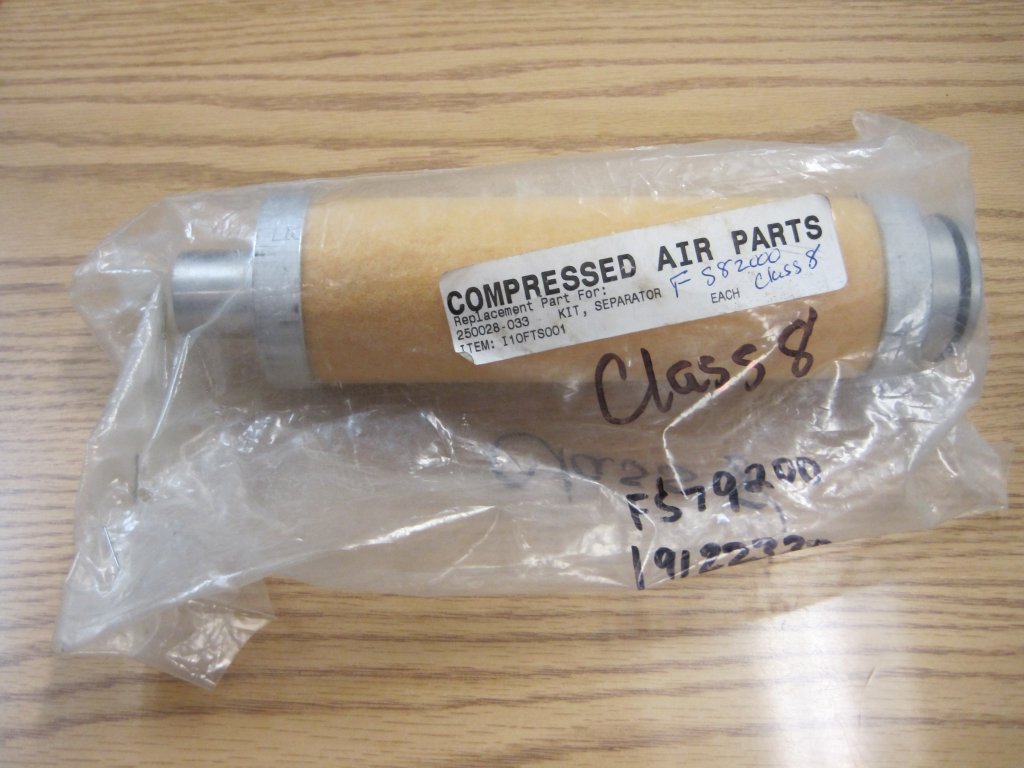 COMPRESSED AIR PARTS
Replacement Part For: F S82000
250028-033 KIT, SEPARATOR EACH Class 8
ITEM: I10FTS001
Class 8
FS79200